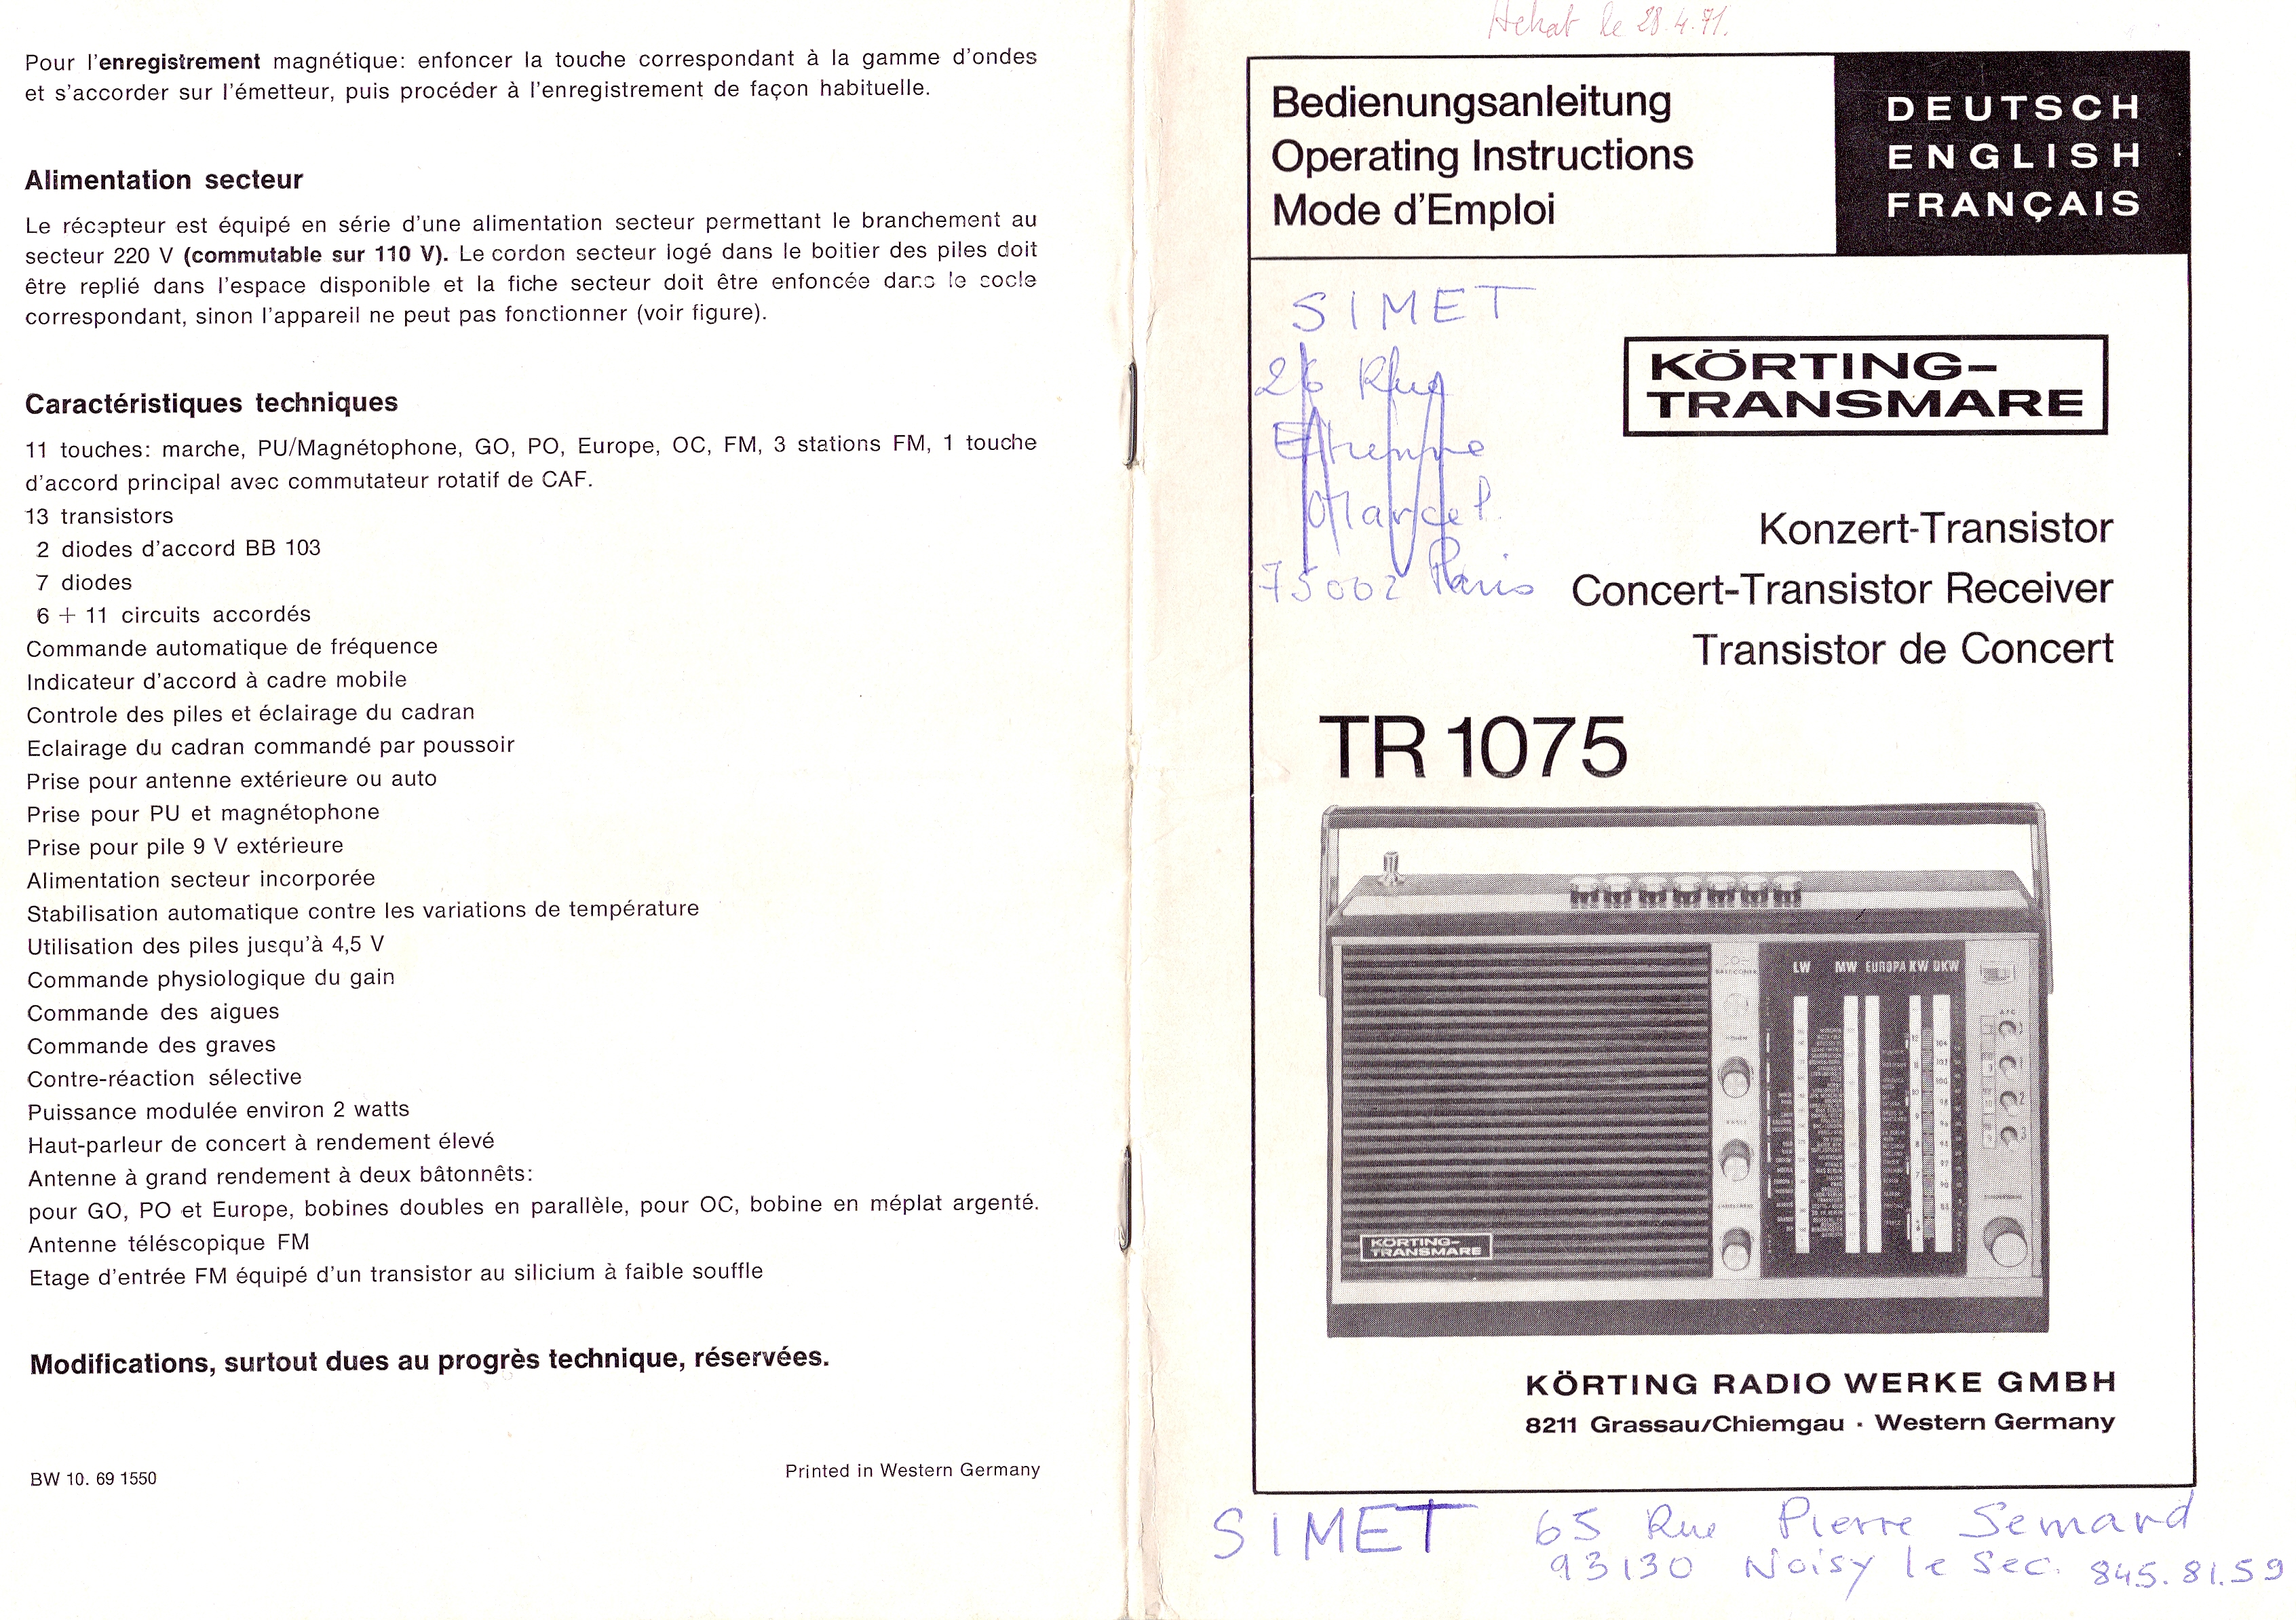 Pour l'enregistrement magnétique: enfoncer la touche correspondant à la gamme d'ondes
et s'accorder sur l'émetteur, puis procéder à l'enregistrement de façon habituelle.
Alimentation secteur
Le récepteur est équipé en série d'une alimentation secteur permettant le branchement au
secteur 220 V (commutable sur 110 V). Le cordon secteur logé dans le boitier des piles doit
être replié dans l'espace disponible et la fiche secteur doit être enfoncée dans le socle
correspondant, sinon l'appareil ne peut pas fonctionner (voir figure).
Caractéristiques techniques
11 touches: marche, PU/Magnétophone, GO, PO, Europe, OC, FM, 3 stations FM, 1 touche
d'accord principal avec commutateur rotatif de CAF.
13 transistors
2 diodes d'accord BB 103
7 diodes
6 + 11 circuits accordés
Commande automatique de fréquence
Indicateur d'accord à cadre mobile
Controle des piles et éclairage du cadran
Eclairage du cadran commandé par poussoir
Prise pour antenne extérieure ou auto
Prise pour PU et magnétophone
Prise pour pile 9 V extérieure
Alimentation secteur incorporée
Stabilisation automatique contre les variations de température
Utilisation des piles jusqu'à 4,5 V
Commande physiologique du gain
Commande des aigues
Commande des graves
Contre-réaction sélective
Puissance modulée environ 2 watts
Haut-parleur de concert à rendement élevé
Antenne à grand rendement à deux bâtonnêts:
pour GO, PO et Europe, bobines doubles en parallèle, pour OC, bobine en méplat argenté.
Antenne téléscopique FM
Etage d'entrée FM équipé d'un transistor au silicium à faible souffle
Modifications, surtout dues au progrès technique, réservées.
BW 10. 69 1550
Printed in Western Germany
Achat le 28.4.71.
Bedienungsanleitung
Operating Instructions
Mode d'Emploi
DEUTSCH
ENGLISH
FRANÇAIS
SIMET
26 Rue
Etienne
Marcel
75002 Paris
KÖRTING-
TRANSMARE
Konzert-Transistor
Concert-Transistor Receiver
Transistor de Concert
TR 1075
LW MW EUROPA KW UKW
AFC
1
2
3
KÖRTING-
TRANSMARE
KÖRTING RADIO WERKE GMBH
8211 Grassau/Chiemgau · Western Germany
SIMET 65 Rue Pierre Semard
93130 Noisy le Sec. 845.81.59